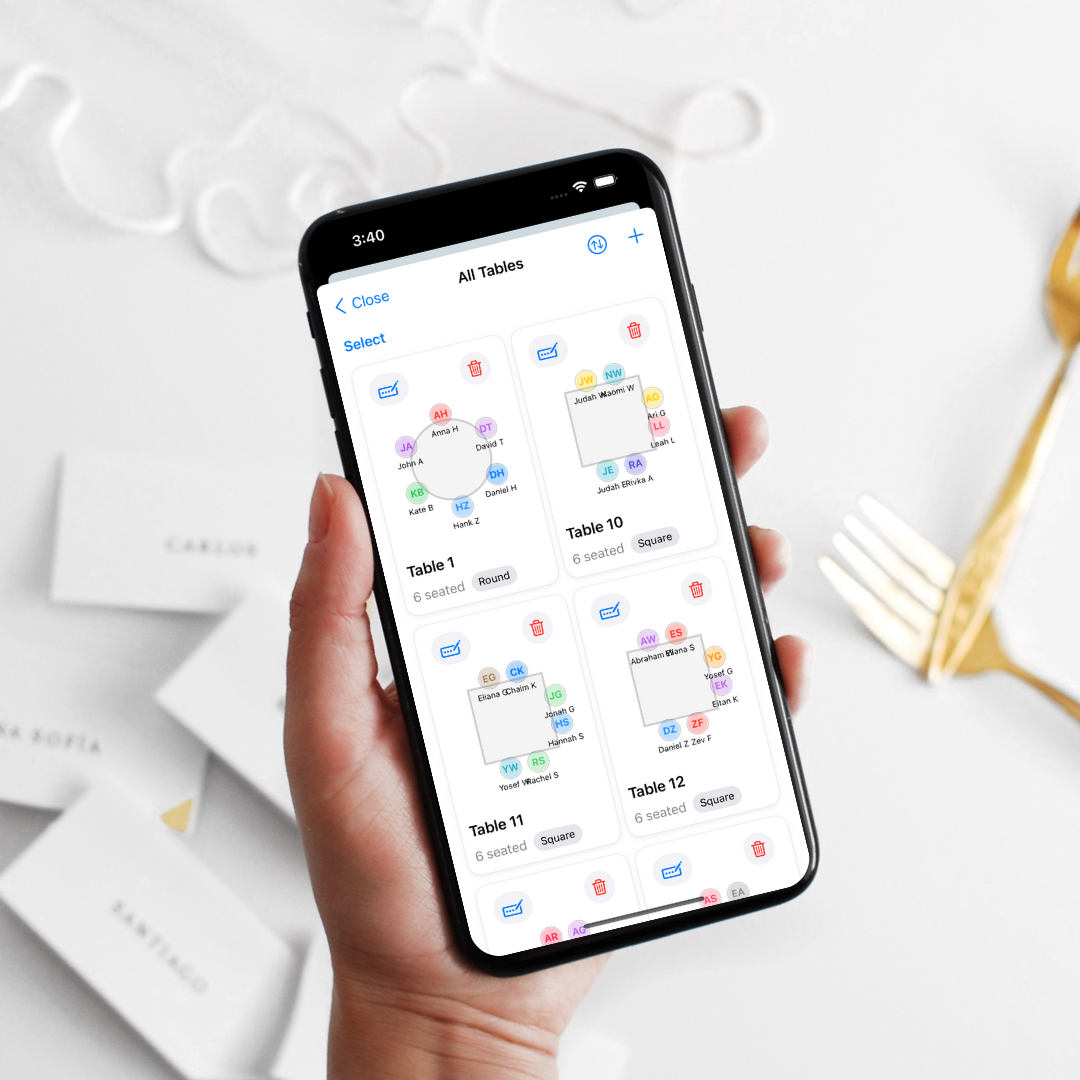 3:40
All Tables
Close
Select
AH
Anna H
JA
John A
DT
David T
KB
Kate B
DH
Daniel H
HZ
Hank Z
Table 1
6 seated
Round
JW
Judah W
NW
Naomi W
AG
Ari G
LL
Leah L
JE
Judah E
RA
Rivka A
Table 10
6 seated
Square
EG
Eliana G
CK
Chaim K
JG
Jonah G
HS
Hannah S
YW
Yosef W
RS
Rachel S
Table 11
6 seated
Square
AW
Abraham W
ES
Eliana S
YG
Yosef G
EK
Eitan K
DZ
Daniel Z
ZF
Zev F
Table 12
6 seated
Square
AR
AG
AS
EA
CARLOS
NA SOFÍA
ZANTIAGO